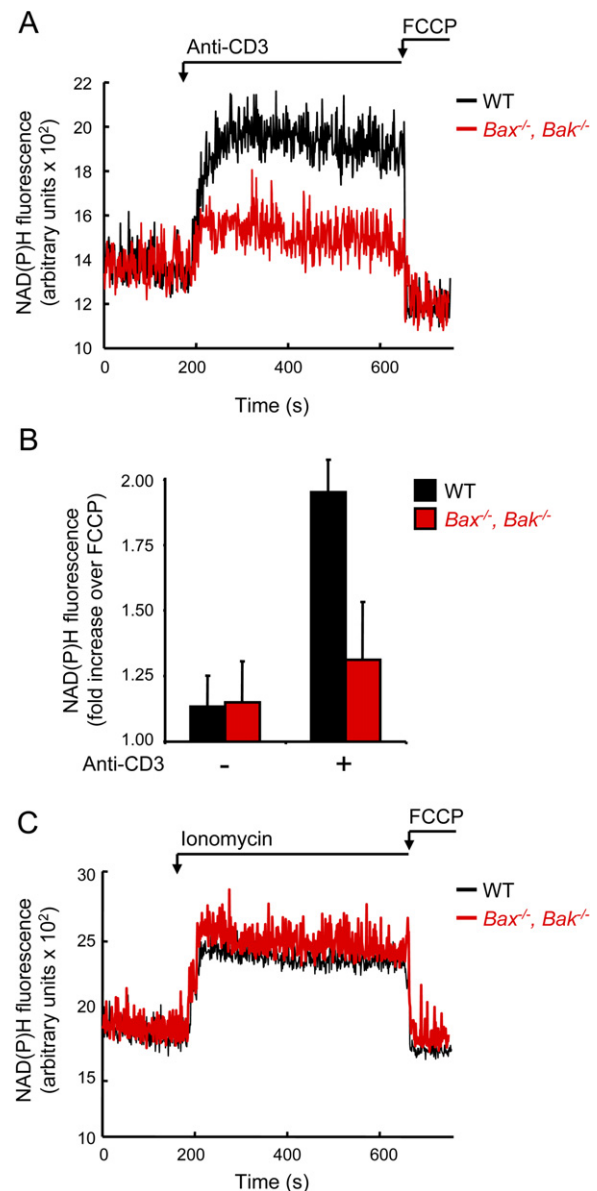 A
FCCP
Anti-CD3
WT
Bax-/-, Bak-/-
NAD(P)H fluorescence
(arbitrary units x 10²)
22
20
18
16
14
12
10
0
200
400
600
Time (s)
B
WT
Bax-/-, Bak-/-
NAD(P)H fluorescence
(fold increase over FCCP)
2.00
1.75
1.50
1.25
1.00
Anti-CD3
-
+
C
FCCP
Ionomycin
WT
Bax-/-, Bak-/-
NAD(P)H fluorescence
(arbitrary units x 10²)
30
25
20
15
10
0
200
400
600
Time (s)